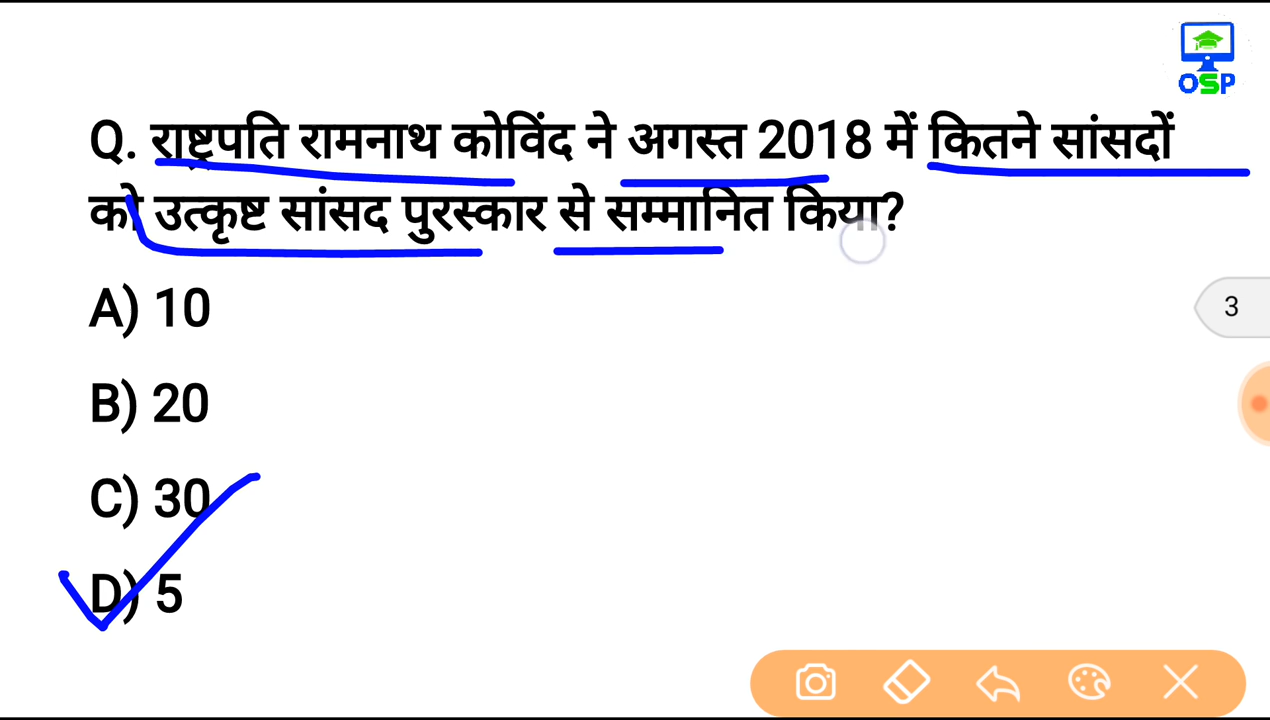 OSP
Q. राष्ट्रपति रामनाथ कोविंद ने अगस्त 2018 में कितने सांसदों
को उत्कृष्ट सांसद पुरस्कार से सम्मानित किया?
A) 10
B) 20
3
C) 30
D) 5